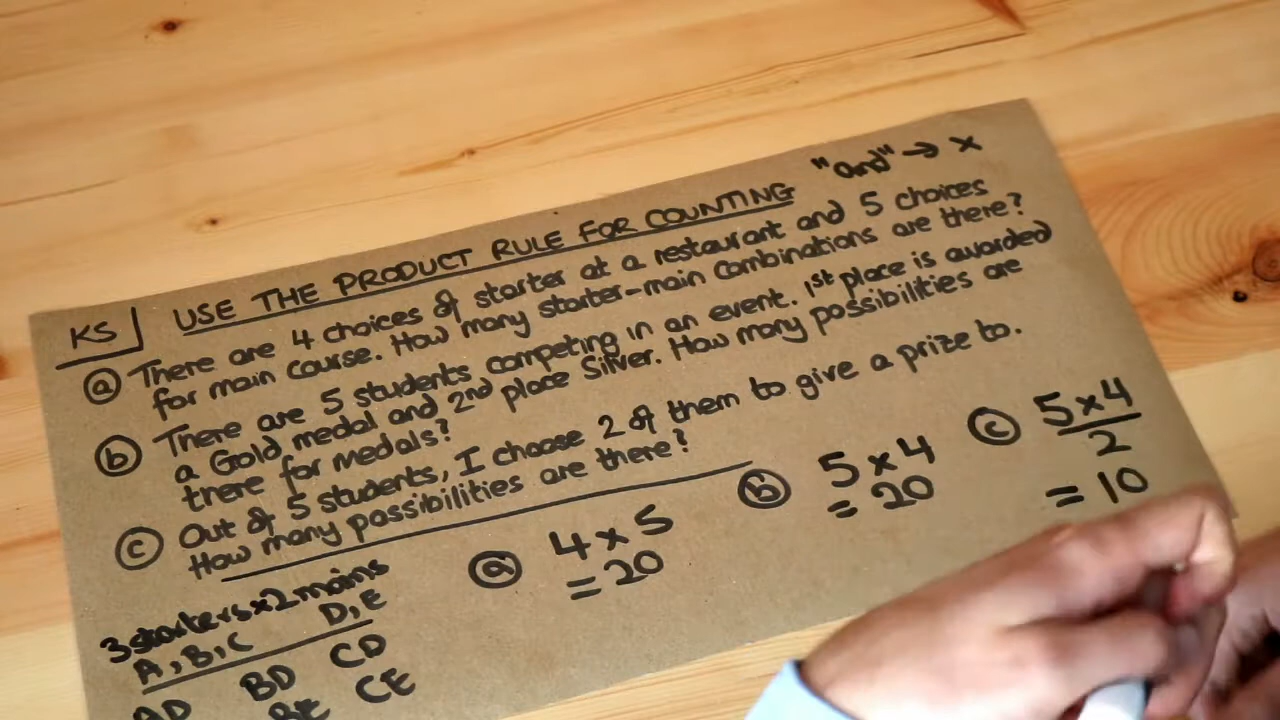 KS
USE THE PRODUCT RULE FOR COUNTING
"and" → ×
ⓐ There are 4 choices of starter at a restaurant and 5 choices
for main course. How many starter-main combinations are there?
ⓑ There are 5 students competing in an event. 1st place is awarded
a Gold medal and 2nd place Silver. How many possibilities are
there for medals?
ⓒ Out of 5 students, I choose 2 of them to give a prize to.
How many possibilities are there?
3 starters × 2 mains
A, B, C D, E
AD BD CD
BE CE
ⓐ 4 × 5
= 20
ⓑ 5 × 4
= 20
ⓒ 5 × 4
2
= 10